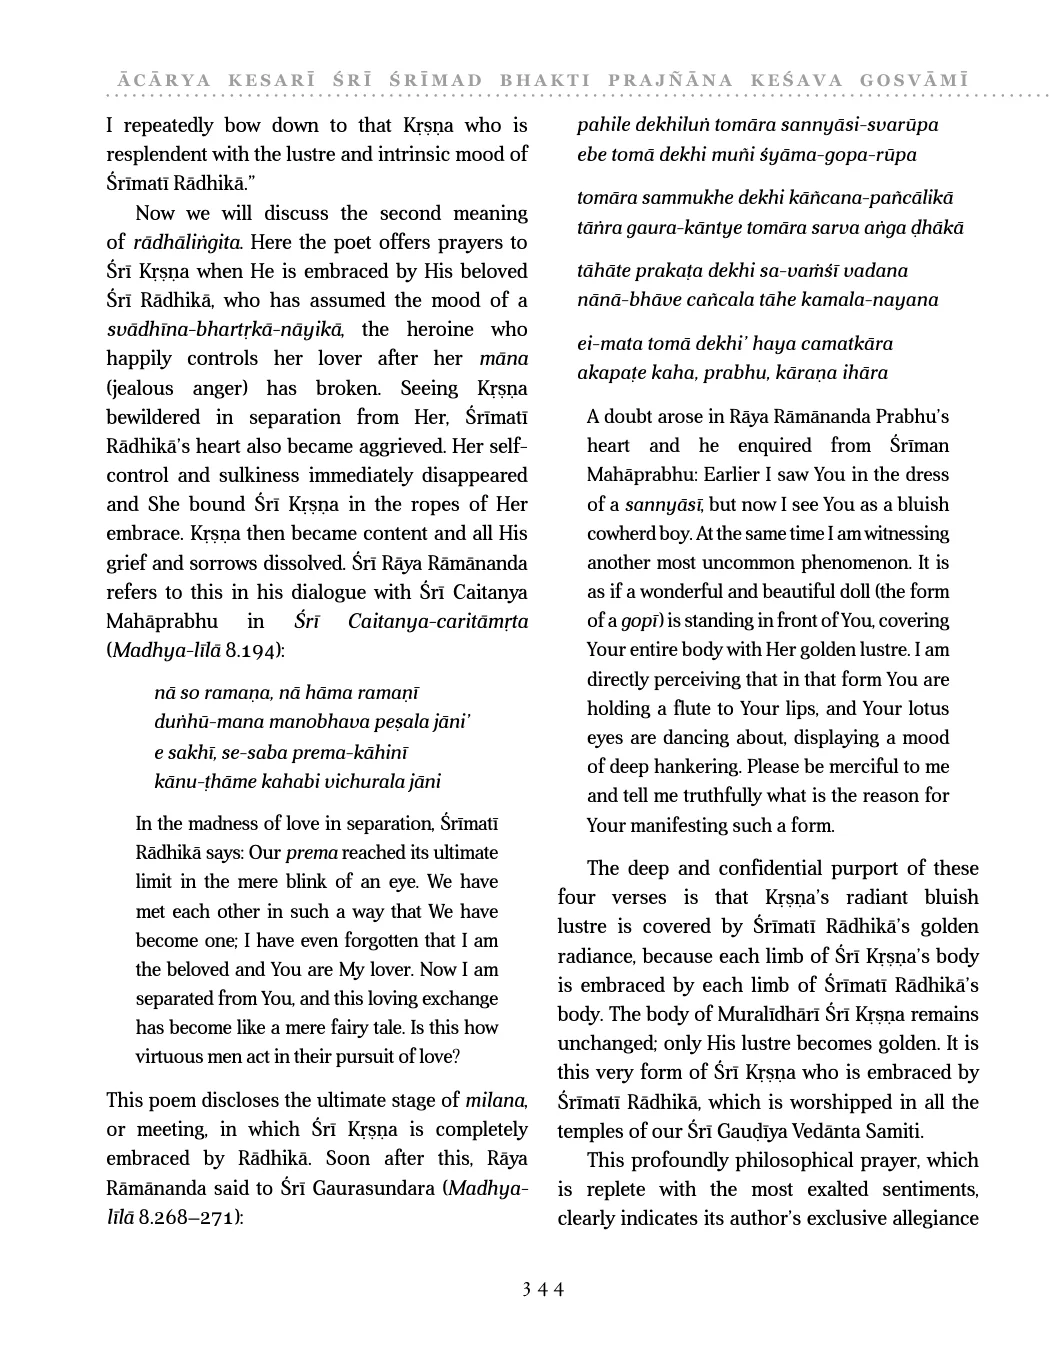 ĀCĀRYA KESARĪ ŚRĪ ŚRĪMAD BHAKTI PRAJÑĀNA KEŚAVA GOSVĀMĪ
I repeatedly bow down to that Kṛṣṇa who is
resplendent with the lustre and intrinsic mood of
Śrīmatī Rādhikā.”
Now we will discuss the second meaning
of rādhāliṅgita. Here the poet offers prayers to
Śrī Kṛṣṇa when He is embraced by His beloved
Śrī Rādhikā, who has assumed the mood of a
svādhīna-bhartṛkā-nāyikā, the heroine who
happily controls her lover after her māna
(jealous anger) has broken. Seeing Kṛṣṇa
bewildered in separation from Her, Śrīmatī
Rādhikā’s heart also became aggrieved. Her self-
control and sulkiness immediately disappeared
and She bound Śrī Kṛṣṇa in the ropes of Her
embrace. Kṛṣṇa then became content and all His
grief and sorrows dissolved. Śrī Rāya Rāmānanda
refers to this in his dialogue with Śrī Caitanya
Mahāprabhu in Śrī Caitanya-caritāmṛta
(Madhya-līlā 8.194):
nā so ramaṇa, nā hāma ramaṇī
duṅhū-mana manobhava peṣala jāni’
e sakhī, se-saba prema-kāhinī
kānu-ṭhāme kahabi vichurala jāni
In the madness of love in separation, Śrīmatī
Rādhikā says: Our prema reached its ultimate
limit in the mere blink of an eye. We have
met each other in such a way that We have
become one; I have even forgotten that I am
the beloved and You are My lover. Now I am
separated from You, and this loving exchange
has become like a mere fairy tale. Is this how
virtuous men act in their pursuit of love?
This poem discloses the ultimate stage of milana,
or meeting, in which Śrī Kṛṣṇa is completely
embraced by Rādhikā. Soon after this, Rāya
Rāmānanda said to Śrī Gaurasundara (Madhya-
līlā 8.268–271):
pahile dekhiluṅ tomāra sannyāsi-svarūpa
ebe tomā dekhi muñi śyāma-gopa-rūpa
tomāra sammukhe dekhi kāñcana-pañcālikā
tāṅra gaura-kāntye tomāra sarva aṅga ḍhākā
tāhāte prakaṭa dekhi sa-vaṁśī vadana
nānā-bhāve cañcala tāhe kamala-nayana
ei-mata tomā dekhi’ haya camatkāra
akapaṭe kaha, prabhu, kāraṇa ihāra
A doubt arose in Rāya Rāmānanda Prabhu’s
heart and he enquired from Śrīman
Mahāprabhu: Earlier I saw You in the dress
of a sannyāsī, but now I see You as a bluish
cowherd boy. At the same time I am witnessing
another most uncommon phenomenon. It is
as if a wonderful and beautiful doll (the form
of a gopī) is standing in front of You, covering
Your entire body with Her golden lustre. I am
directly perceiving that in that form You are
holding a flute to Your lips, and Your lotus
eyes are dancing about, displaying a mood
of deep hankering. Please be merciful to me
and tell me truthfully what is the reason for
Your manifesting such a form.
The deep and confidential purport of these
four verses is that Kṛṣṇa’s radiant bluish
lustre is covered by Śrīmatī Rādhikā’s golden
radiance, because each limb of Śrī Kṛṣṇa’s body
is embraced by each limb of Śrīmatī Rādhikā’s
body. The body of Muralīdhārī Śrī Kṛṣṇa remains
unchanged; only His lustre becomes golden. It is
this very form of Śrī Kṛṣṇa who is embraced by
Śrīmatī Rādhikā, which is worshipped in all the
temples of our Śrī Gauḍīya Vedānta Samiti.
This profoundly philosophical prayer, which
is replete with the most exalted sentiments,
clearly indicates its author’s exclusive allegiance
344